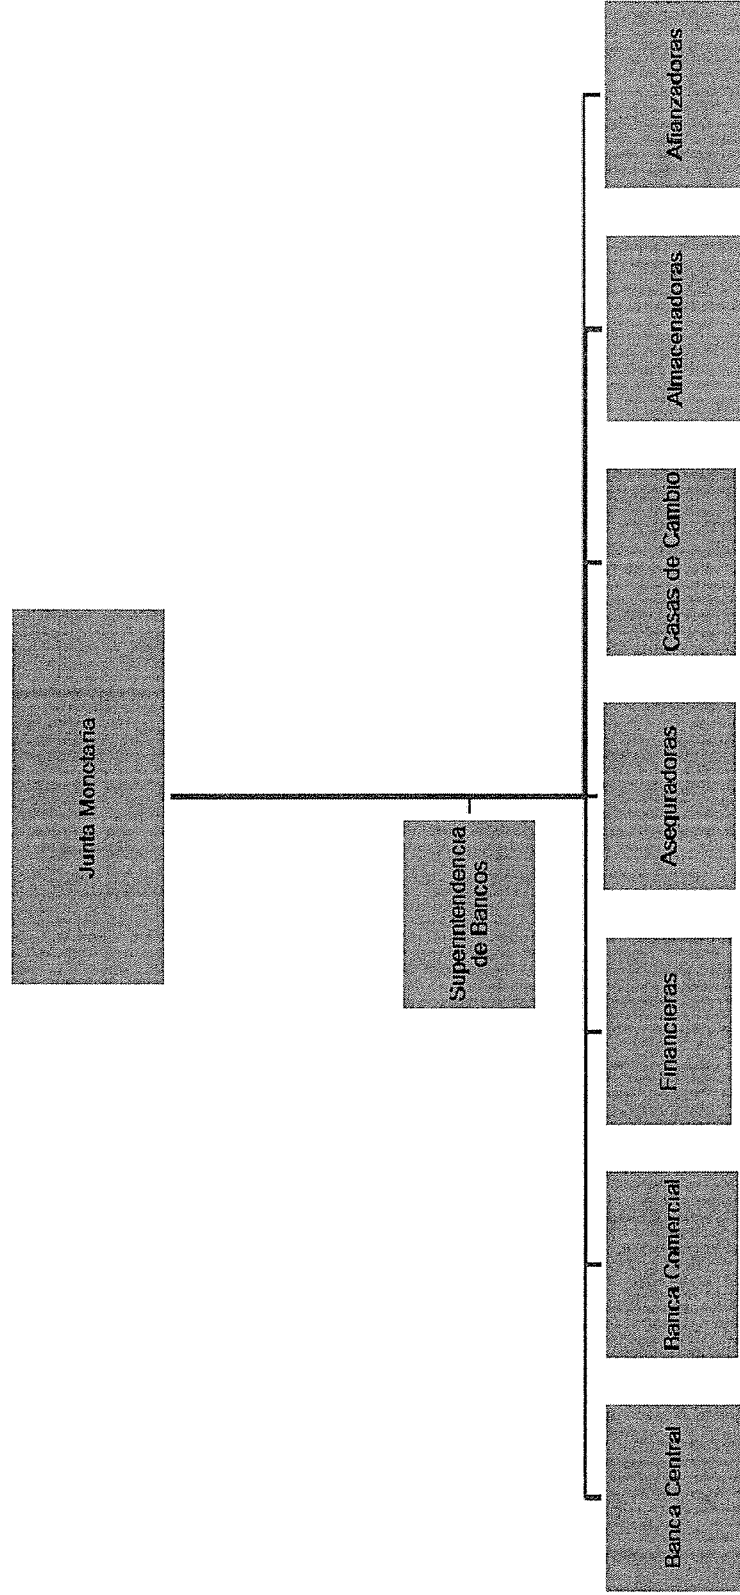 Junta Monetaria
Superintendencia
de Bancos
Banca Central
Banca Comercial
Financieras
Aseguradoras
Casas de Cambio
Almacenadoras
Afianzadoras